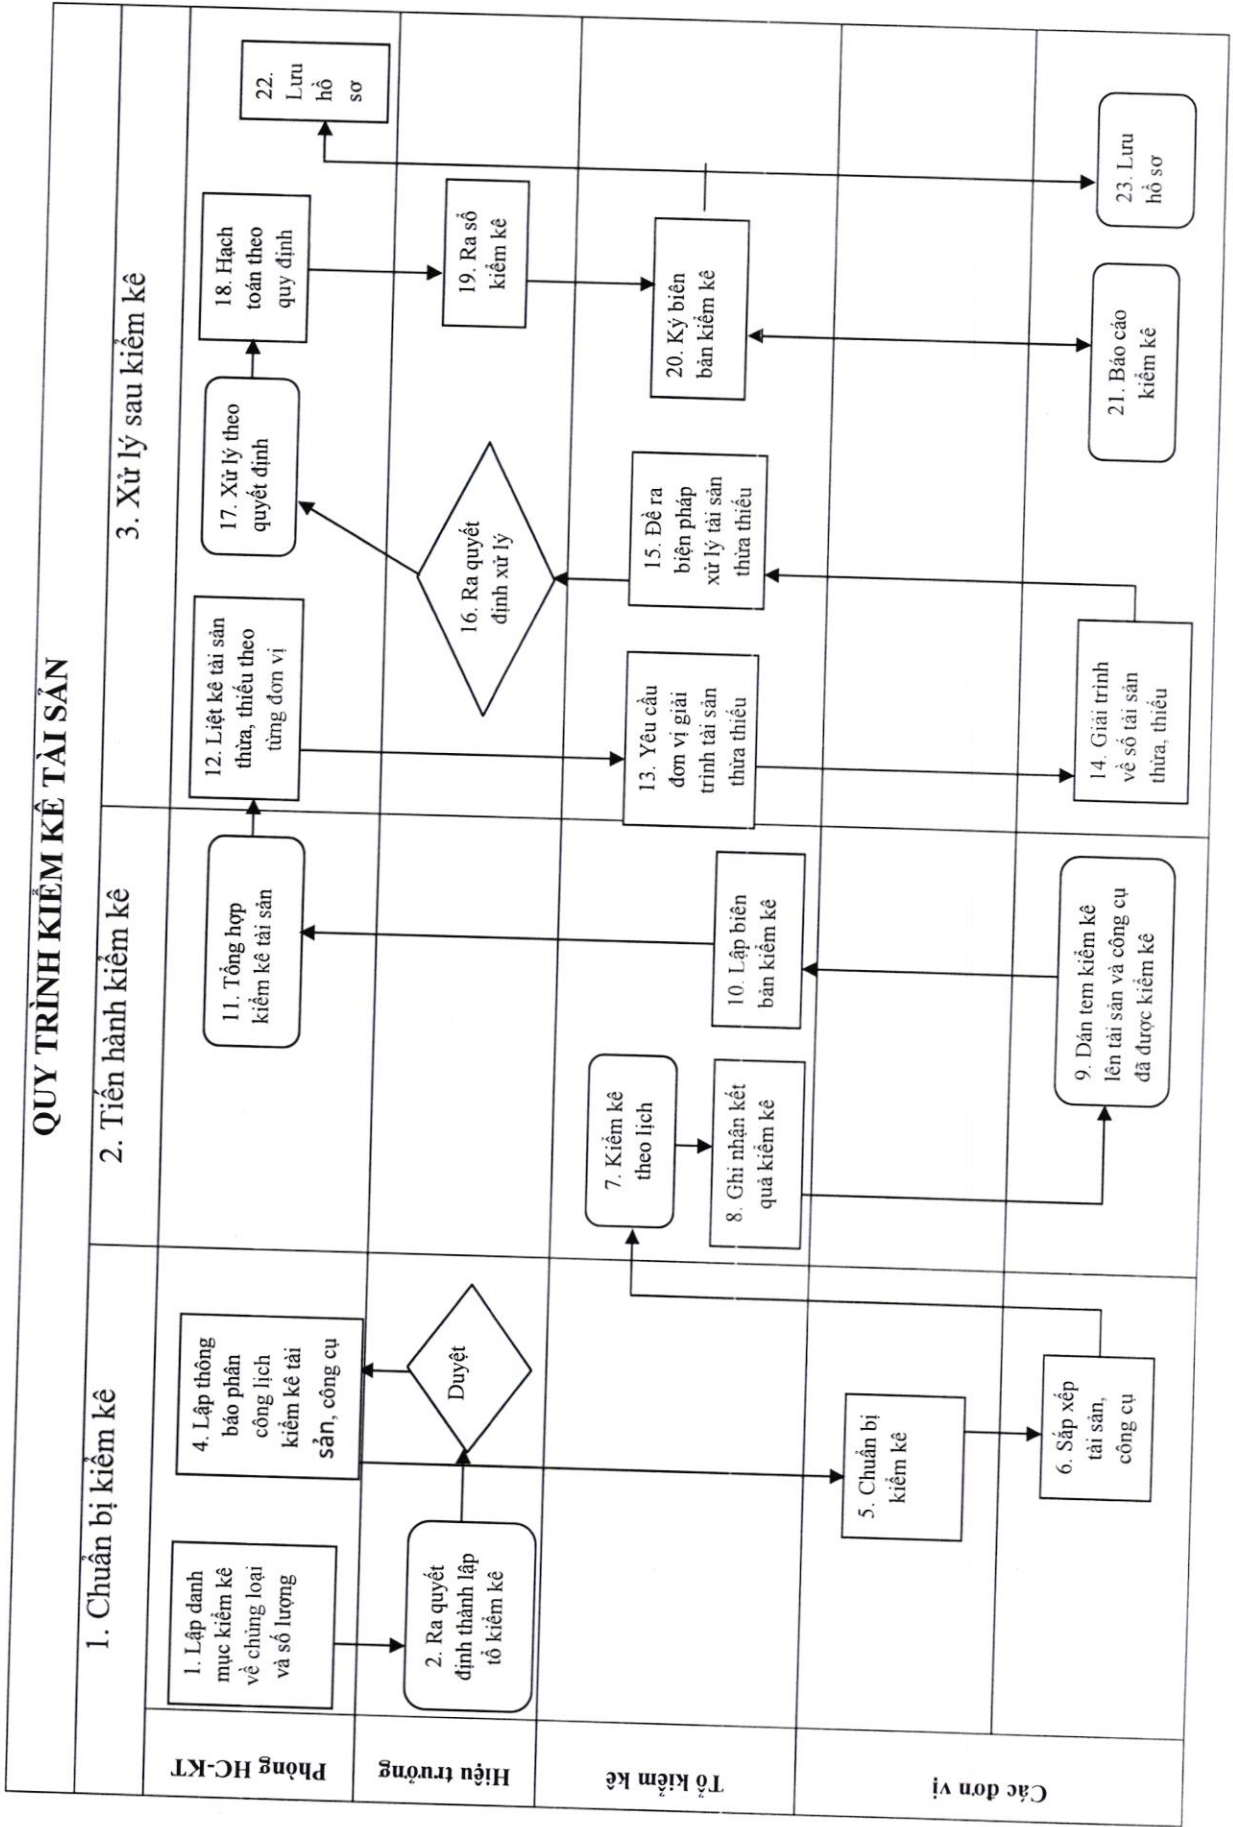 QUY TRÌNH KIỂM KÊ TÀI SẢN
1. Chuẩn bị kiểm kê
2. Tiến hành kiểm kê
3. Xử lý sau kiểm kê
Phòng HC-KT
Hiệu trưởng
Tổ kiểm kê
Các đơn vị
1. Lập danh
mục kiểm kê
về chủng loại
và số lượng
2. Ra quyết
định thành lập
tổ kiểm kê
Duyệt
4. Lập thông
báo phân
công lịch
kiểm kê tài
sản, công cụ
5. Chuẩn bị
kiểm kê
6. Sắp xếp
tài sản,
công cụ
7. Kiểm kê
theo lịch
8. Ghi nhận kết
quả kiểm kê
9. Dán tem kiểm kê
lên tài sản và công cụ
đã được kiểm kê
10. Lập biên
bản kiểm kê
11. Tổng hợp
kiểm kê tài sản
12. Liệt kê tài sản
thừa, thiếu theo
từng đơn vị
13. Yêu cầu
đơn vị giải
trình tài sản
thừa thiếu
14. Giải trình
về số tài sản
thừa, thiếu
15. Đề ra
biện pháp
xử lý tài sản
thừa thiếu
16. Ra quyết
định xử lý
17. Xử lý theo
quyết định
18. Hạch
toán theo
quy định
19. Ra sổ
kiểm kê
20. Ký biên
bản kiểm kê
21. Báo cáo
kiểm kê
22.
Lưu
hồ
sơ
23. Lưu
hồ sơ